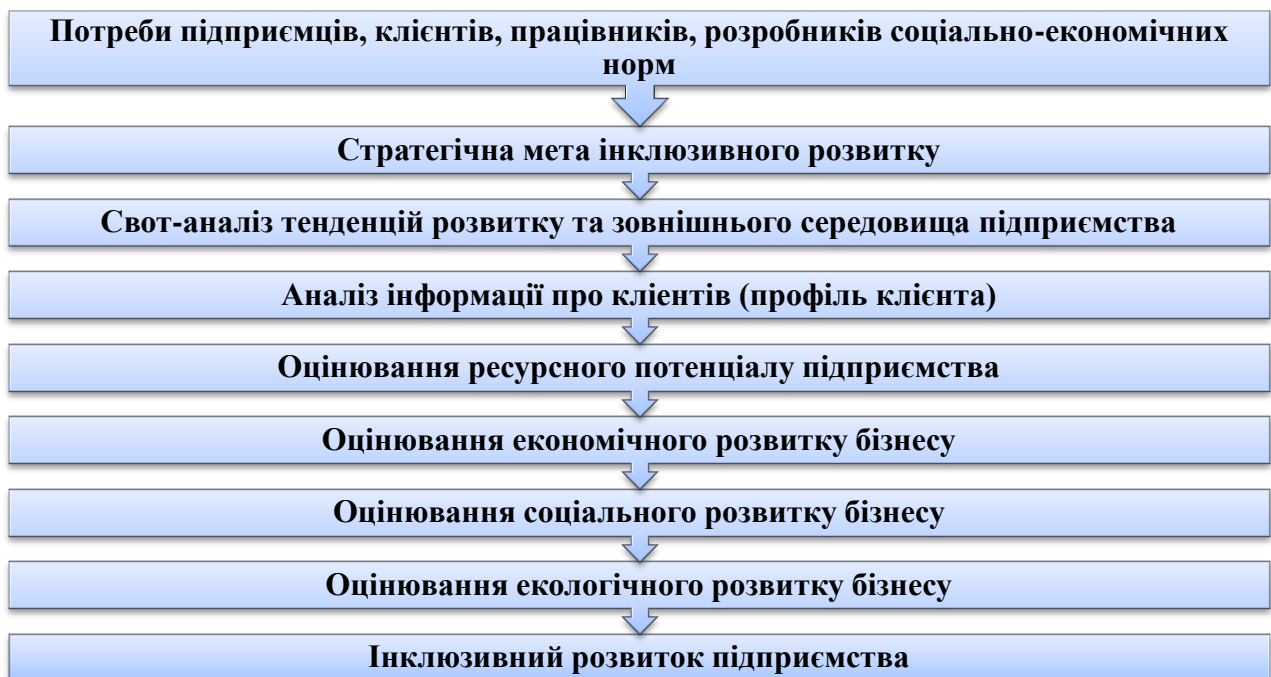 Потреби підприємців, клієнтів, працівників, розробників соціально-економічних
норм
Стратегічна мета інклюзивного розвитку
Свот-аналіз тенденцій розвитку та зовнішнього середовища підприємства
Аналіз інформації про кліентів (профіль клієнта)
Оцінювання ресурсного потенціалу підприємства
Оцінювання економічного розвитку бізнесу
Оцінювання соціального розвитку бізнесу
Оцінювання екологічного розвитку бізнесу
Інклюзивний розвиток підприємства